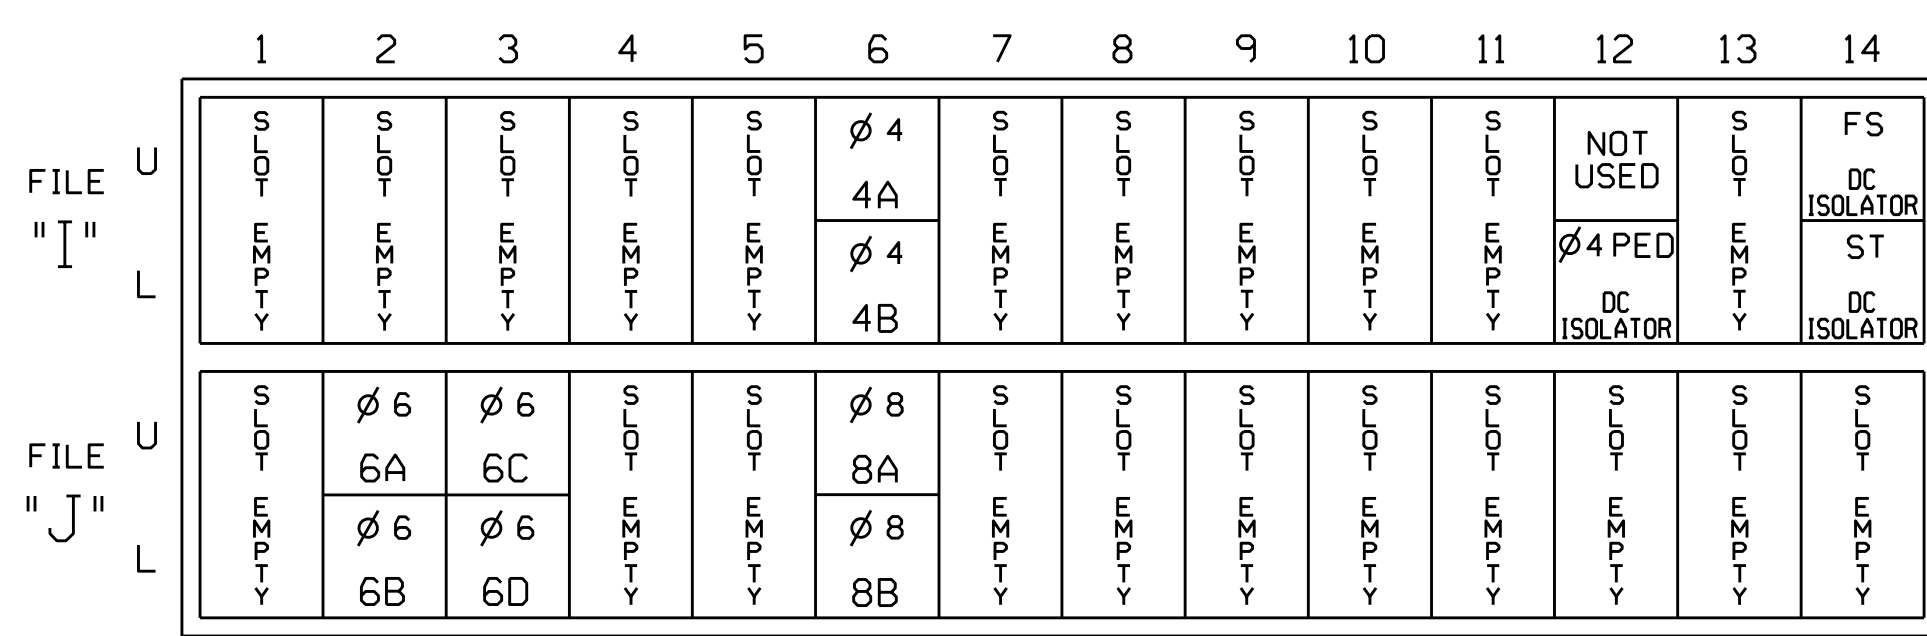 1 2 3 4 5 6 7 8 9 10 11 12 13 14
FILE "I"
U
L
SLOT EMPTY
SLOT EMPTY
SLOT EMPTY
SLOT EMPTY
SLOT EMPTY
Ø 4
4A
Ø 4
4B
SLOT EMPTY
SLOT EMPTY
SLOT EMPTY
SLOT EMPTY
SLOT EMPTY
NOT
USED
Ø4 PED
DC
ISOLATOR
SLOT EMPTY
FS
DC
ISOLATOR
ST
DC
ISOLATOR
FILE "J"
U
L
SLOT EMPTY
Ø 6
6A
Ø 6
6B
Ø 6
6C
Ø 6
6D
SLOT EMPTY
SLOT EMPTY
Ø 8
8A
Ø 8
8B
SLOT EMPTY
SLOT EMPTY
SLOT EMPTY
SLOT EMPTY
SLOT EMPTY
SLOT EMPTY
SLOT EMPTY
SLOT EMPTY